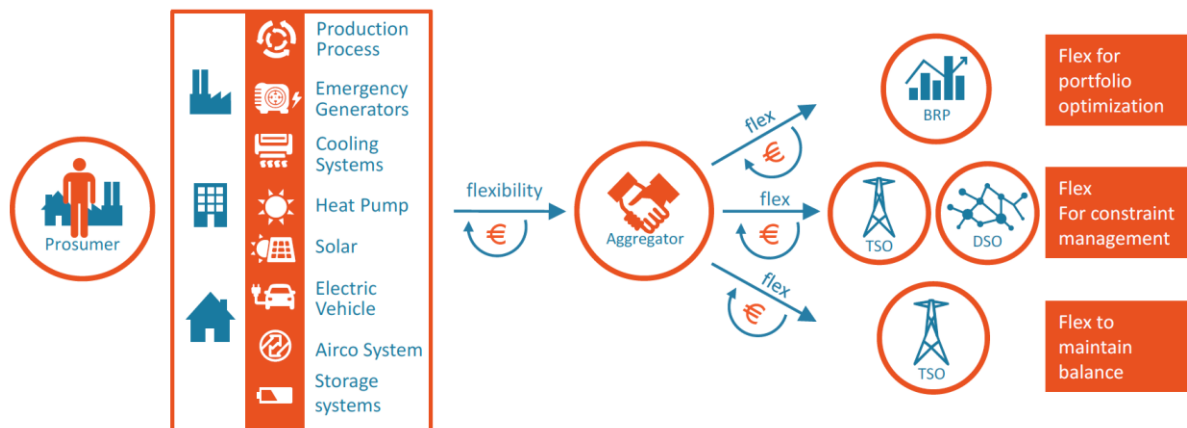 Prosumer
Production
Process
Emergency
Generators
Cooling
Systems
Heat Pump
Solar
Electric
Vehicle
Airco System
Storage
systems
flexibility
€
Aggregator
flex
€
flex
€
flex
€
BRP
TSO
DSO
TSO
Flex for
portfolio
optimization
Flex
For constraint
management
Flex to
maintain
balance